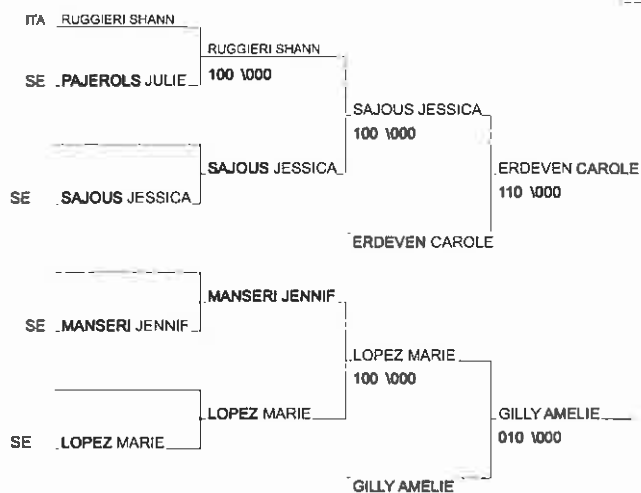 ITA RUGGIERI SHANN
RUGGIERI SHANN
SE PAJEROLS JULIE
100 \000
SAJOUS JESSICA
100 \000
SAJOUS JESSICA
ERDEVEN CAROLE
110 \000
SE SAJOUS JESSICA
ERDEVEN CAROLE
MANSERI JENNIF
SE MANSERI JENNIF
LOPEZ MARIE
100 \000
LOPEZ MARIE
GILLY AMELIE
010 \000
SE LOPEZ MARIE
GILLY AMELIE